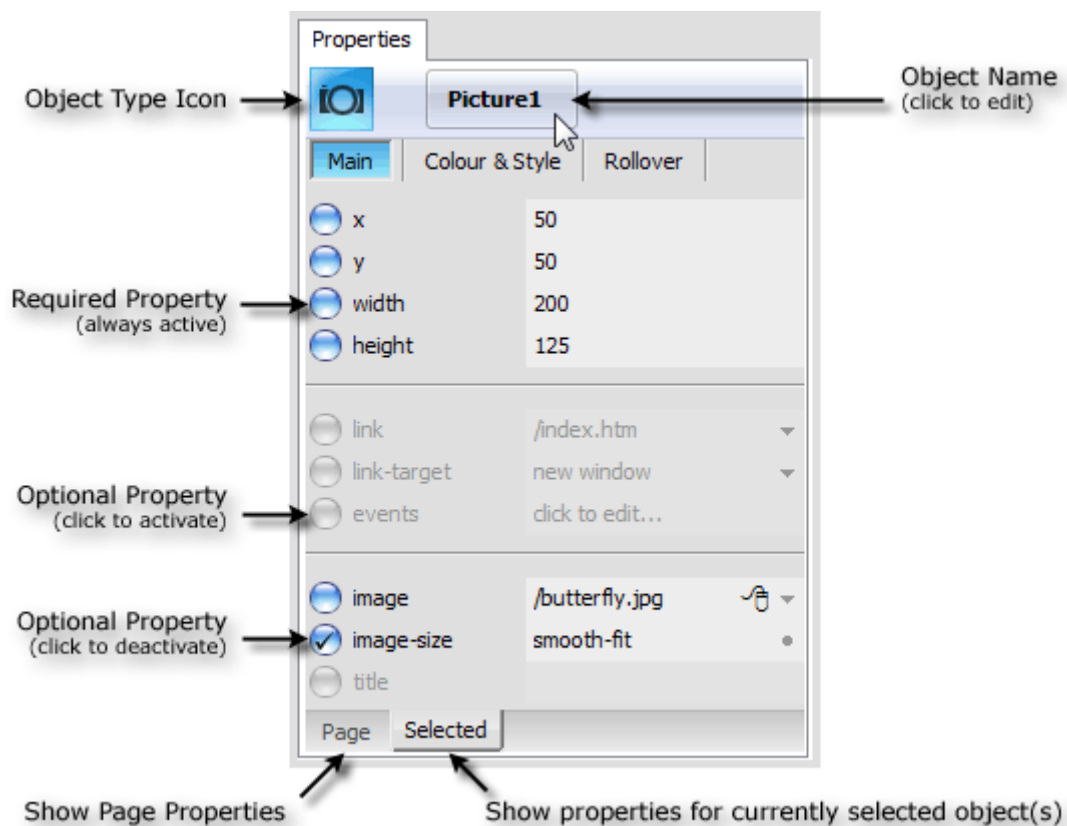 Properties
Object Type Icon
Picture1
Object Name
(click to edit)
Main
Colour & Style
Rollover
x 50
y 50
Required Property
(always active)
width 200
height 125
link /index.htm
link-target new window
Optional Property
(click to activate)
events click to edit...
image /butterfly.jpg
Optional Property
(click to deactivate)
image-size smooth-fit
title
Page
Selected
Show Page Properties
Show properties for currently selected object(s)